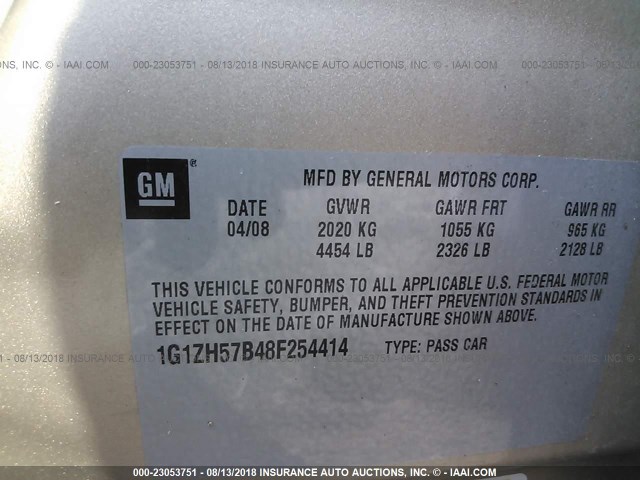 NS, INC. © - IAAI.COM 000-23053751 - 08/13/2018 INSURANCE AUTO AUCTIONS, INC. © - IAAI.COM
GM ®
MFD BY GENERAL MOTORS CORP.
DATE GVWR GAWR FRT GAWR RR
04/08 2020 KG 1055 KG 965 KG
4454 LB 2326 LB 2128 LB
THIS VEHICLE CONFORMS TO ALL APPLICABLE U.S. FEDERAL MOTOR
VEHICLE SAFETY, BUMPER, AND THEFT PREVENTION STANDARDS IN
EFFECT ON THE DATE OF MANUFACTURE SHOWN ABOVE.
1G1ZH57B48F254414 TYPE: PASS CAR
000-23053751 - 08/13/2018 INSURANCE AUTO AUCTIONS, INC. © - IAAI.COM